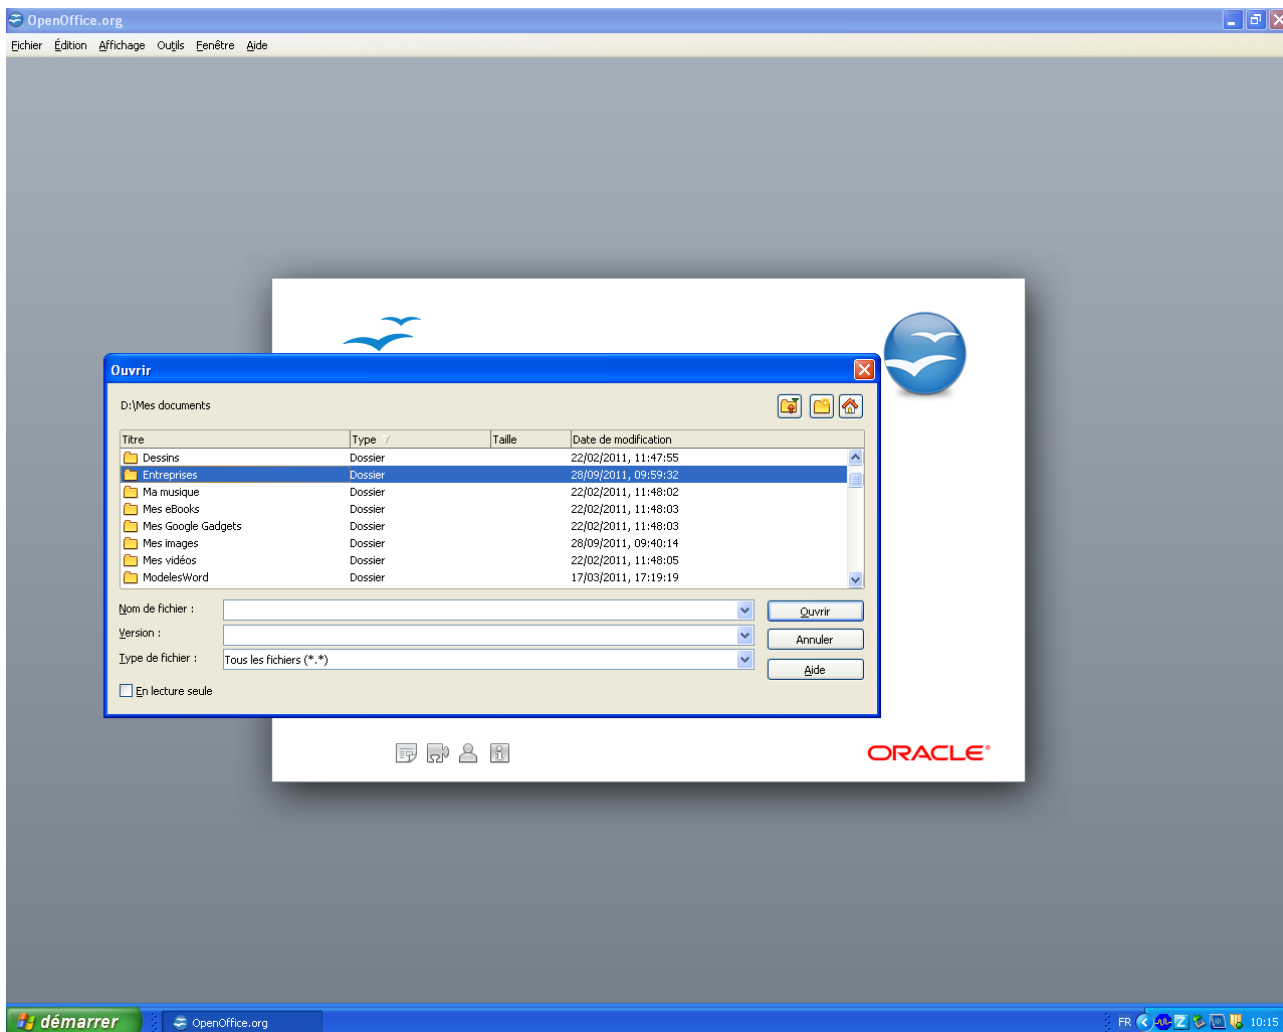 OpenOffice.org
Fichier Édition Affichage Outils Fenêtre Aide
Ouvrir
D:\Mes documents
Titre Type Taille Date de modification
Dessins Dossier 22/02/2011, 11:47:55
Entreprises Dossier 28/09/2011, 09:59:32
Ma musique Dossier 22/02/2011, 11:48:02
Mes eBooks Dossier 22/02/2011, 11:48:03
Mes Google Gadgets Dossier 22/02/2011, 11:48:03
Mes images Dossier 28/09/2011, 09:40:14
Mes vidéos Dossier 22/02/2011, 11:48:05
ModelesWord Dossier 17/03/2011, 17:19:19
Nom de fichier :
Ouvrir
Version :
Annuler
Type de fichier : Tous les fichiers (*.*)
Aide
En lecture seule
ORACLE
démarrer OpenOffice.org FR Z 10:15